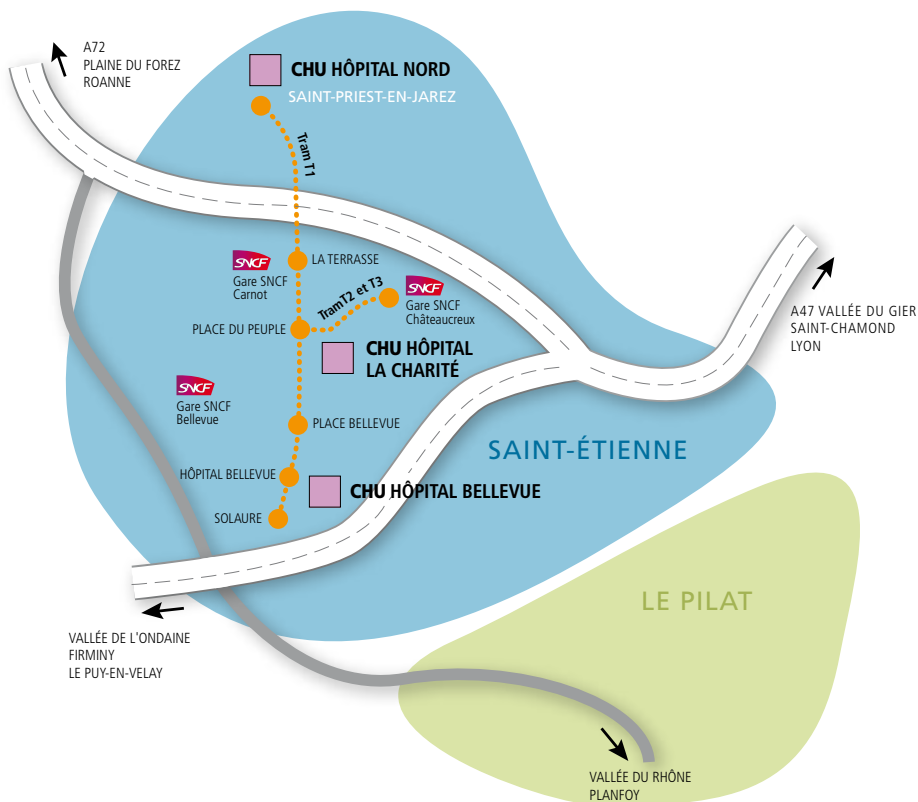 A72
PLAINE DU FOREZ
ROANNE
CHU HÔPITAL NORD
SAINT-PRIEST-EN-JAREZ
Tram T1
SNCF
Gare SNCF
Carnot
LA TERRASSE
Tram T2 et T3
SNCF
Gare SNCF
Châteaucreux
A47 VALLÉE DU GIER
SAINT-CHAMOND
LYON
PLACE DU PEUPLE
CHU HÔPITAL
LA CHARITÉ
SNCF
Gare SNCF
Bellevue
PLACE BELLEVUE
SAINT-ÉTIENNE
HÔPITAL BELLEVUE
CHU HÔPITAL BELLEVUE
SOLAURE
LE PILAT
VALLÉE DE L'ONDAINE
FIRMINY
LE PUY-EN-VELAY
VALLÉE DU RHÔNE
PLANFOY